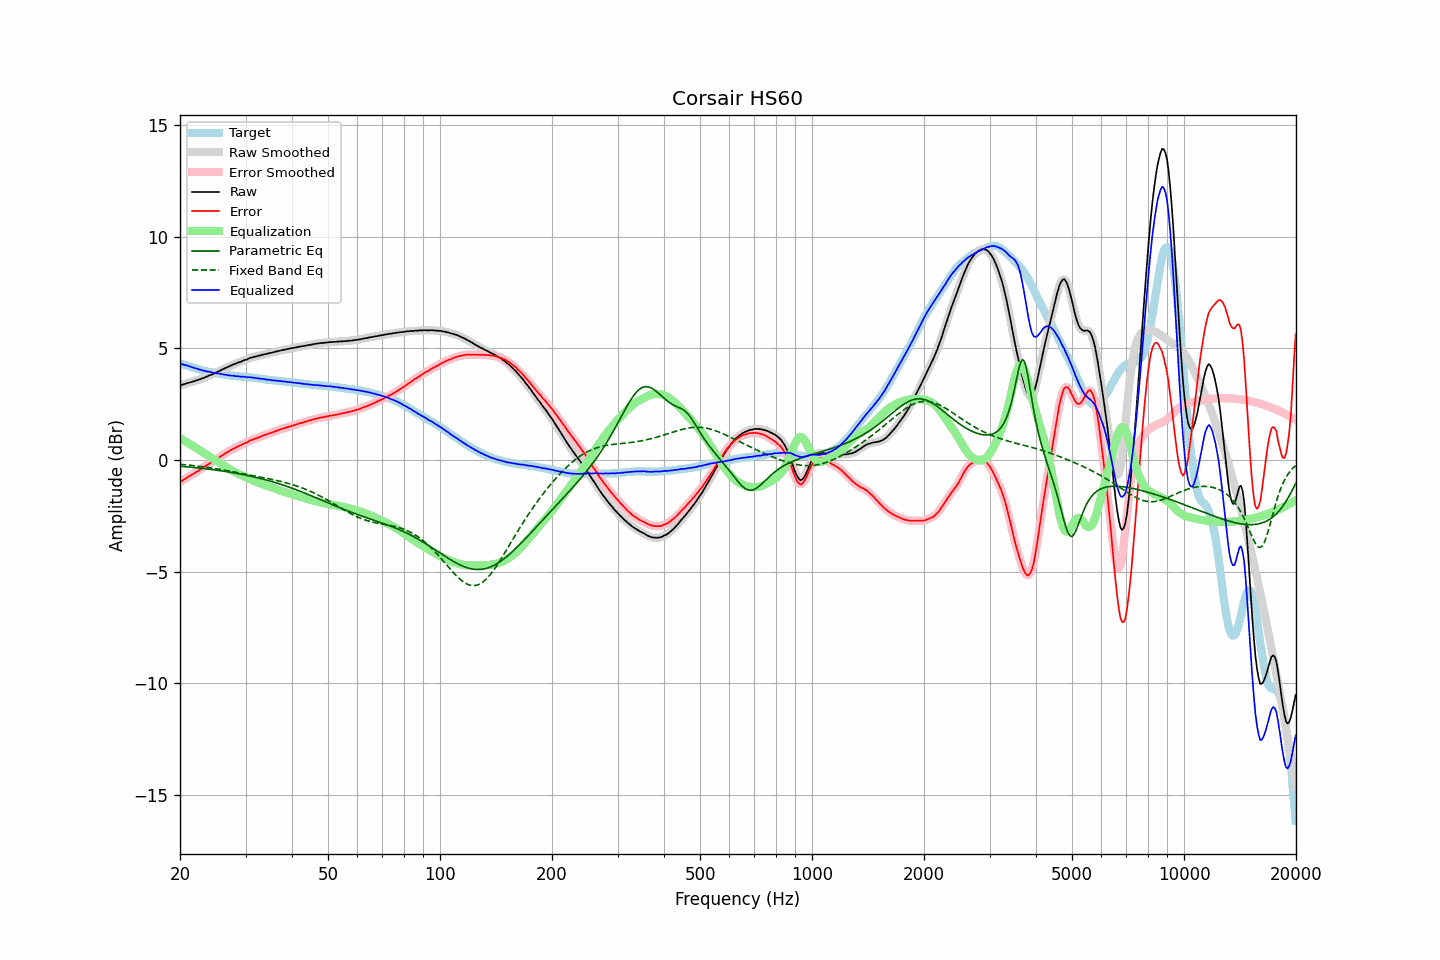 Corsair HS60
Target
Raw Smoothed
Error Smoothed
Raw
Error
Equalization
Parametric Eq
Fixed Band Eq
Equalized
Amplitude (dBr)
15
10
5
0
−5
−10
−15
20
50
100
200
500
1000
2000
5000
10000
20000
Frequency (Hz)